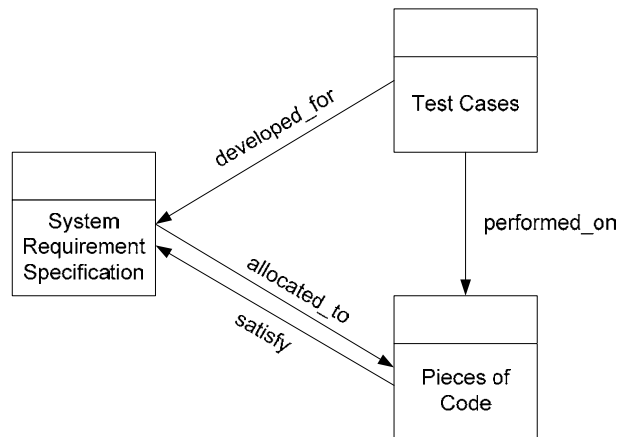 Test Cases
developed_for
System
Requirement
Specification
performed_on
allocated_to
satisfy
Pieces of
Code